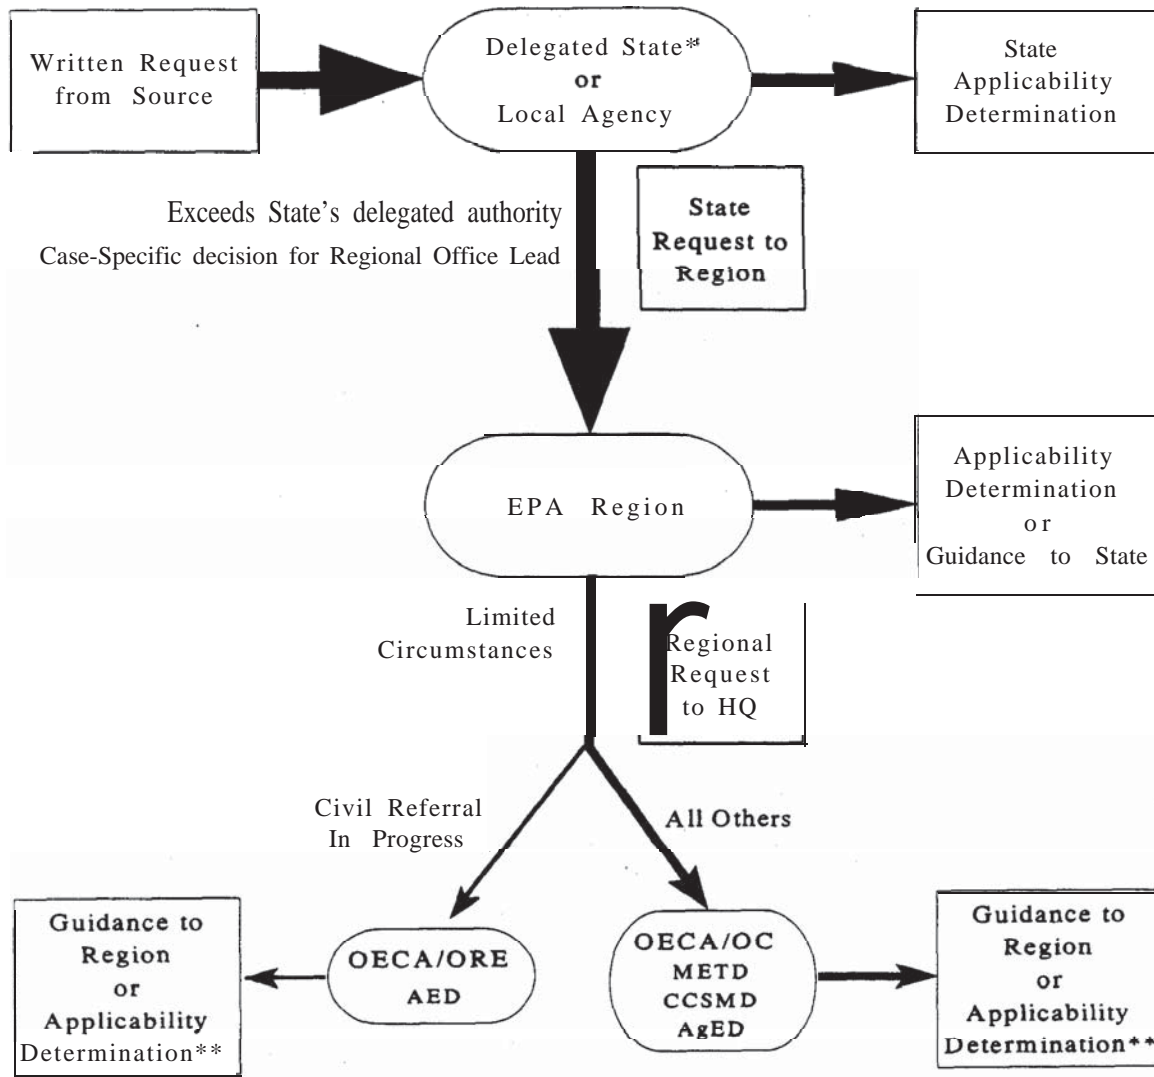 Written Request
from Source
Delegated State*
or
Local Agency
State
Applicability
Determination
Exceeds State's delegated authority
Case-Specific decision for Regional Office Lead
State
Request to
Region
EPA Region
Applicability
Determination
or
Guidance to State
Limited
Circumstances
Regional
Request
to HQ
Civil Referral
In Progress
All Others
Guidance to
Region
or
Applicability
Determination**
OECA/ORE
AED
OECA/OC
METD
CCSMD
AgED
Guidance to
Region
or
Applicability
Determination**